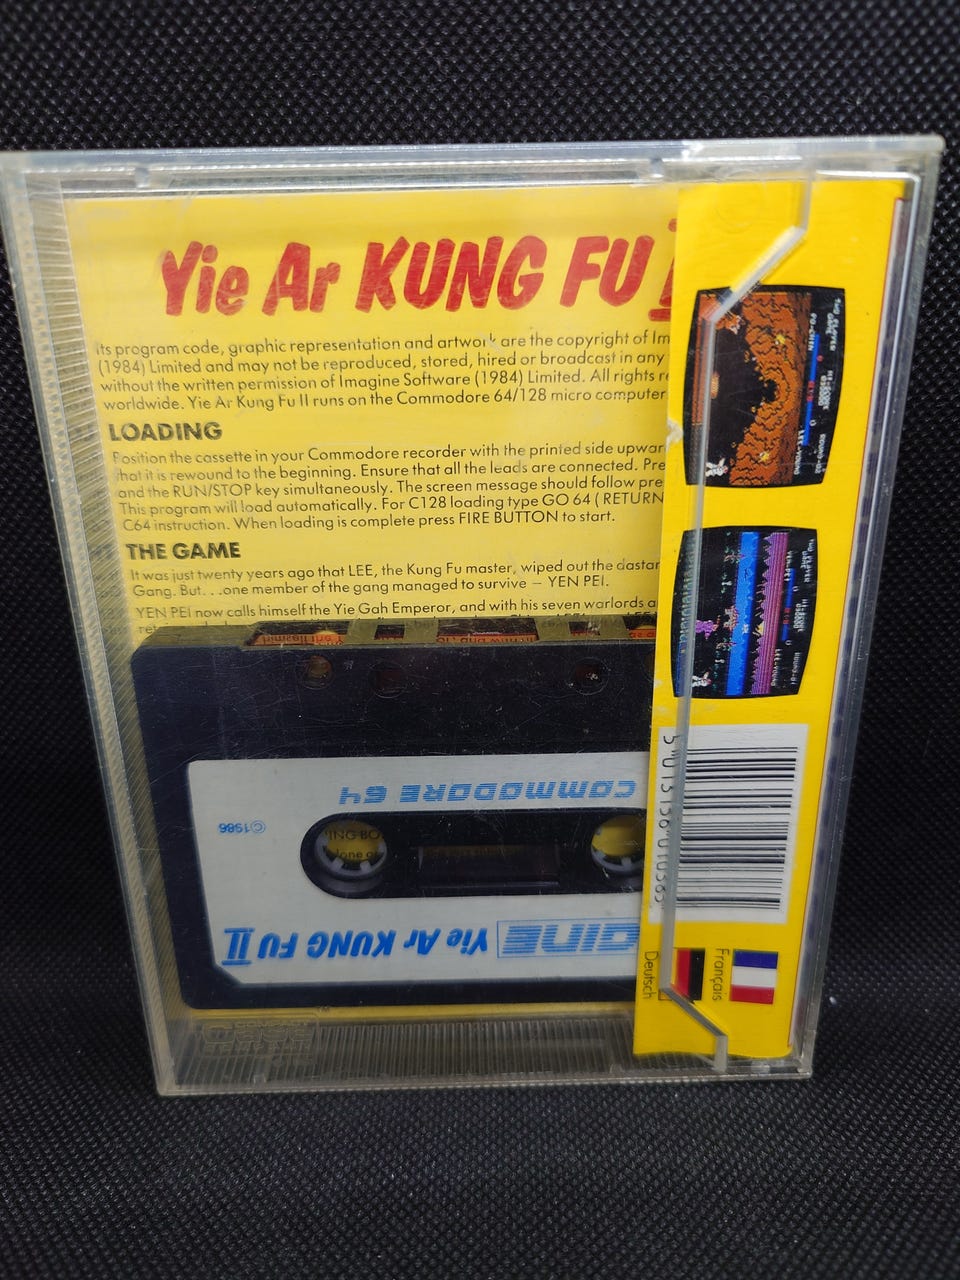 Yie Ar KUNG FU
Its program code, graphic representation and artwork are the copyright of Im
(1984) Limited and may not be reproduced, stored, hired or broadcast in any
without the written permission of Imagine Software (1984) Limited. All rights re
worldwide. Yie Ar Kung Fu II runs on the Commodore 64/128 micro computer
LOADING
Position the cassette in your Commodore recorder with the printed side upwar
that it is rewound to the beginning. Ensure that all the leads are connected. Pre
and the RUN/STOP key simultaneously. The screen message should follow pre
This program will load automatically. For C128 loading type GO 64 ( RETURN
C64 instruction. When loading is complete press FIRE BUTTON to start.
THE GAME
It was just twenty years ago that LEE, the Kung Fu master, wiped out the dastar
Gang. But. . .one member of the gang managed to survive — YEN PEI.
YEN PEI now calls himself the Yie Gah Emperor, and with his seven warlords a
COMMODORE 64
©1986
GINE Yie Ar KUNG FU II
5 013156 010385
Français
Deutsch